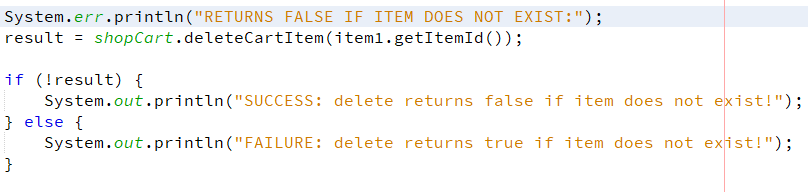 System.err.println("RETURNS FALSE IF ITEM DOES NOT EXIST:");
result = shopCart.deleteCartItem(item1.getItemId());
if (!result) {
System.out.println("SUCCESS: delete returns false if item does not exist!");
} else {
System.out.println("FAILURE: delete returns true if item does not exist!");
}